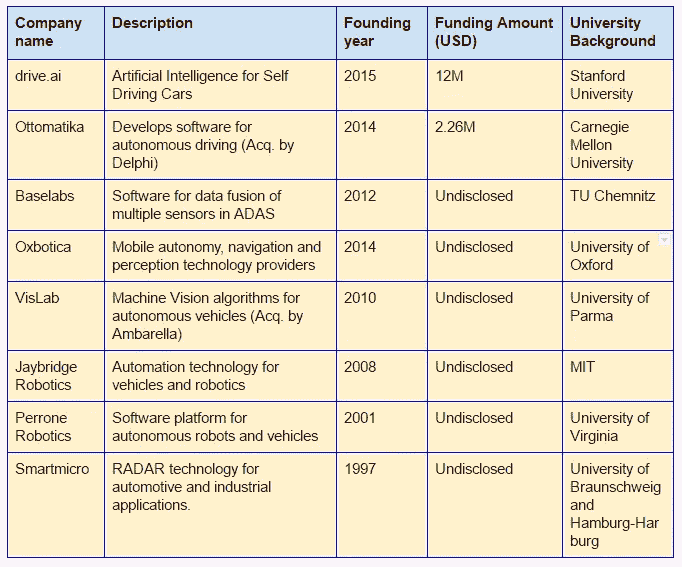 Company name Description Founding year Funding Amount (USD) University Background
drive.ai Artificial Intelligence for Self Driving Cars 2015 12M Stanford University
Ottomatika Develops software for autonomous driving (Acq. by Delphi) 2014 2.26M Carnegie Mellon University
Baselabs Software for data fusion of multiple sensors in ADAS 2012 Undisclosed TU Chemnitz
Oxbotica Mobile autonomy, navigation and perception technology providers 2014 Undisclosed University of Oxford
VisLab Machine Vision algorithms for autonomous vehicles (Acq. by Ambarella) 2010 Undisclosed University of Parma
Jaybridge Robotics Automation technology for vehicles and robotics 2008 Undisclosed MIT
Perrone Robotics Software platform for autonomous robots and vehicles 2001 Undisclosed University of Virginia
Smartmicro RADAR technology for automotive and industrial applications. 1997 Undisclosed University of Braunschweig and Hamburg-Har burg